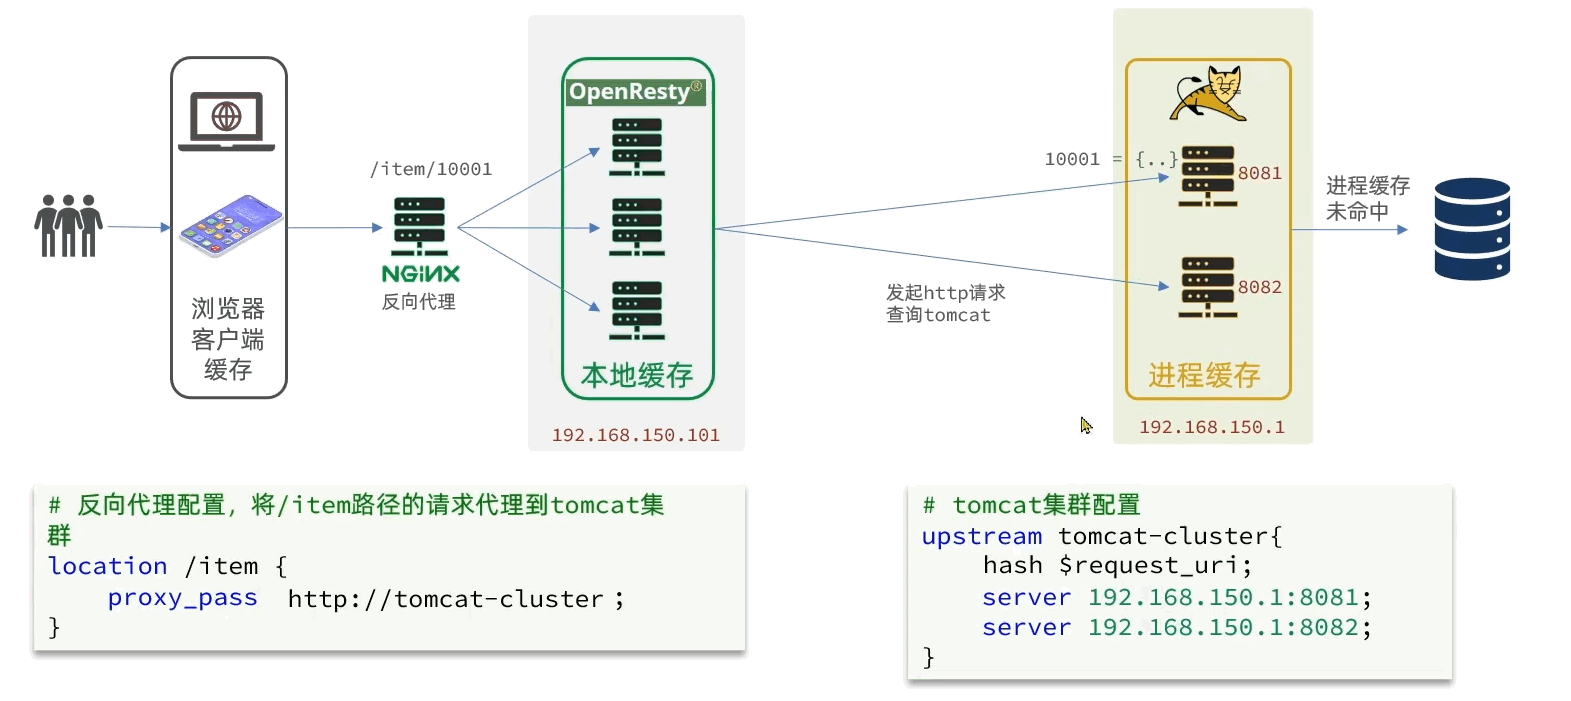 OpenResty®
/item/10001
NGINX
反向代理
浏览器
客户端
缓存
本地缓存
192.168.150.101
发起http请求
查询tomcat
10001 = {..}
8081
8082
进程缓存
192.168.150.1
进程缓存
未命中
# 反向代理配置，将/item路径的请求代理到tomcat集
群
location /item {
    proxy_pass  http://tomcat-cluster ;
}
# tomcat集群配置
upstream tomcat-cluster{
    hash $request_uri;
    server 192.168.150.1:8081;
    server 192.168.150.1:8082;
}